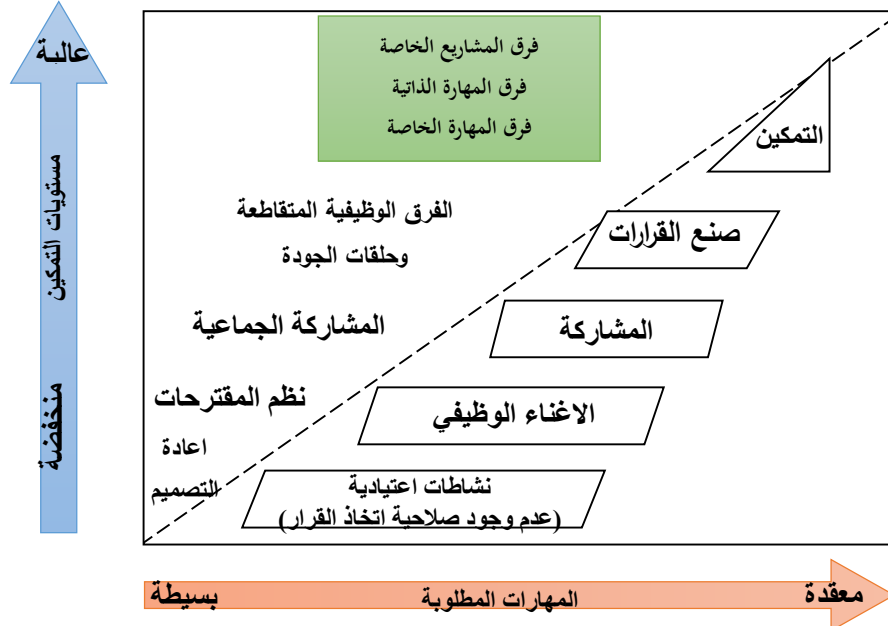 عالية
مستويات التمكين
منخفضة
فرق المشاريع الخاصة
فرق المهارة الذاتية
فرق المهارة الخاصة
التمكين
الفرق الوظيفية المتقاطعة
وحلقات الجودة
صنع القرارات
المشاركة الجماعية
المشاركة
نظم المقترحات
الاغناء الوظيفي
اعادة
التصميم
نشاطات اعتيادية
(عدم وجود صلاحية اتخاذ القرار)
بسيطة
المهارات المطلوبة
معقدة